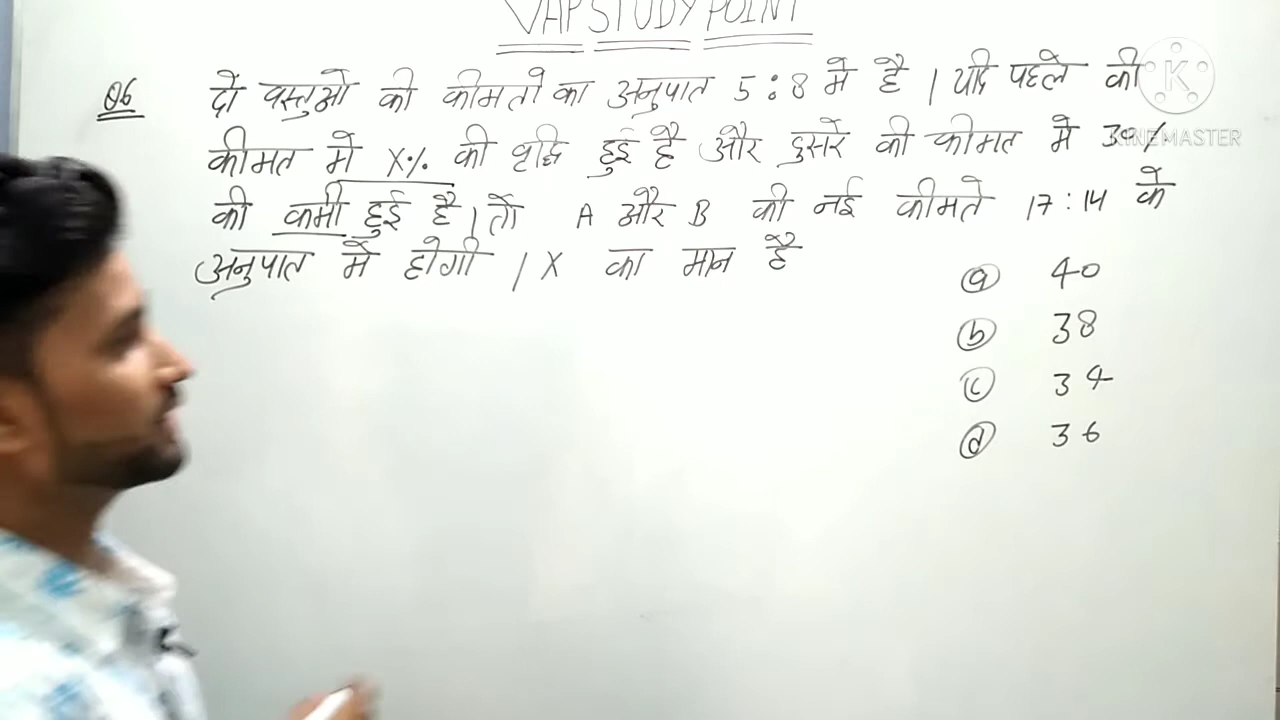 VAP STUDY POINT
Q6 दो वस्तुओ की कीमतो का अनुपात 5:8 मे है । यदि पहले की
कीमत मे X% की वृद्धि हुई है और दुसरे की कीमत मे 30%
की कमी हुई है । तो A और B की नई कीमते 17:14 के
अनुपात मे होगी । X का मान है
(a) 40
(b) 38
(c) 34
(d) 36
K
KINEMASTER